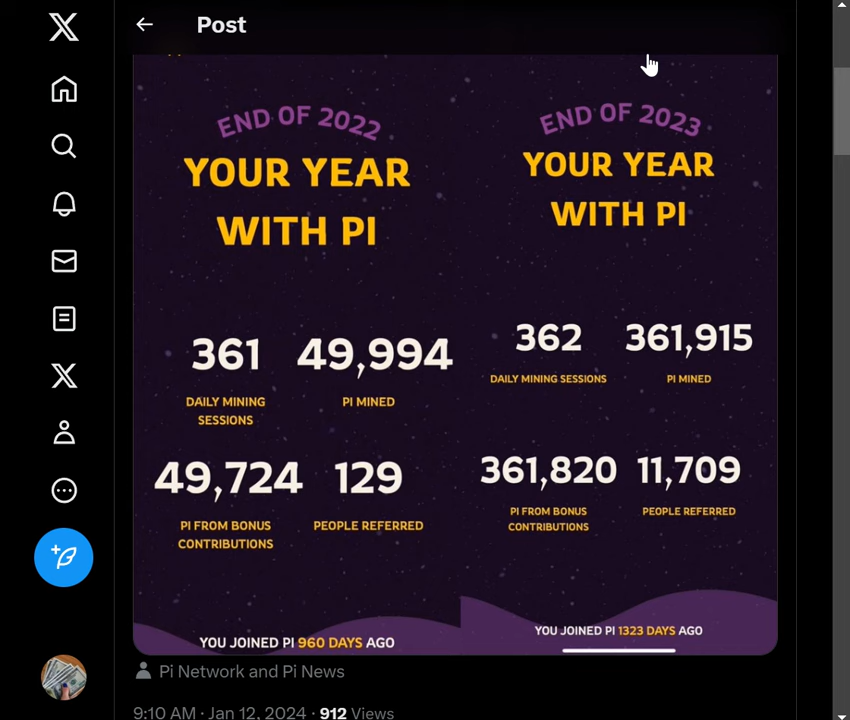 Post
END OF 2022
YOUR YEAR
WITH PI
361
49,994
DAILY MINING
SESSIONS
PI MINED
49,724
129
PI FROM BONUS
CONTRIBUTIONS
PEOPLE REFERRED
YOU JOINED PI 960 DAYS AGO
END OF 2023
YOUR YEAR
WITH PI
362
361,915
DAILY MINING SESSIONS
PI MINED
361,820
11,709
PI FROM BONUS
CONTRIBUTIONS
PEOPLE REFERRED
YOU JOINED PI 1323 DAYS AGO
Pi Network and Pi News
9:10 AM · Jan 12, 2024 · 912 Views